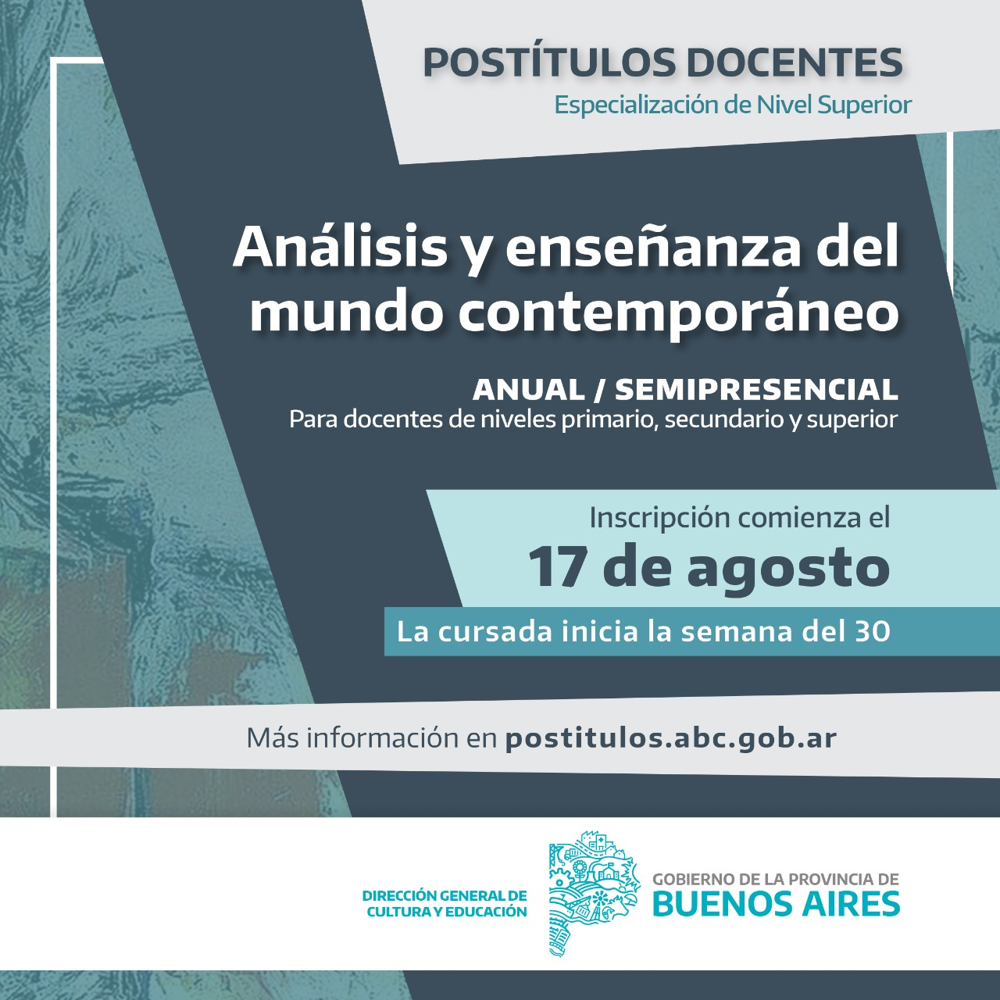 POSTÍTULOS DOCENTES
Especialización de Nivel Superior
Análisis y enseñanza del
mundo contemporáneo
ANUAL / SEMIPRESENCIAL
Para docentes de niveles primario, secundario y superior
Inscripción comienza el
17 de agosto
La cursada inicia la semana del 30
Más información en postitulos.abc.gob.ar
DIRECCIÓN GENERAL DE
CULTURA Y EDUCACIÓN
GOBIERNO DE LA PROVINCIA DE
BUENOS AIRES